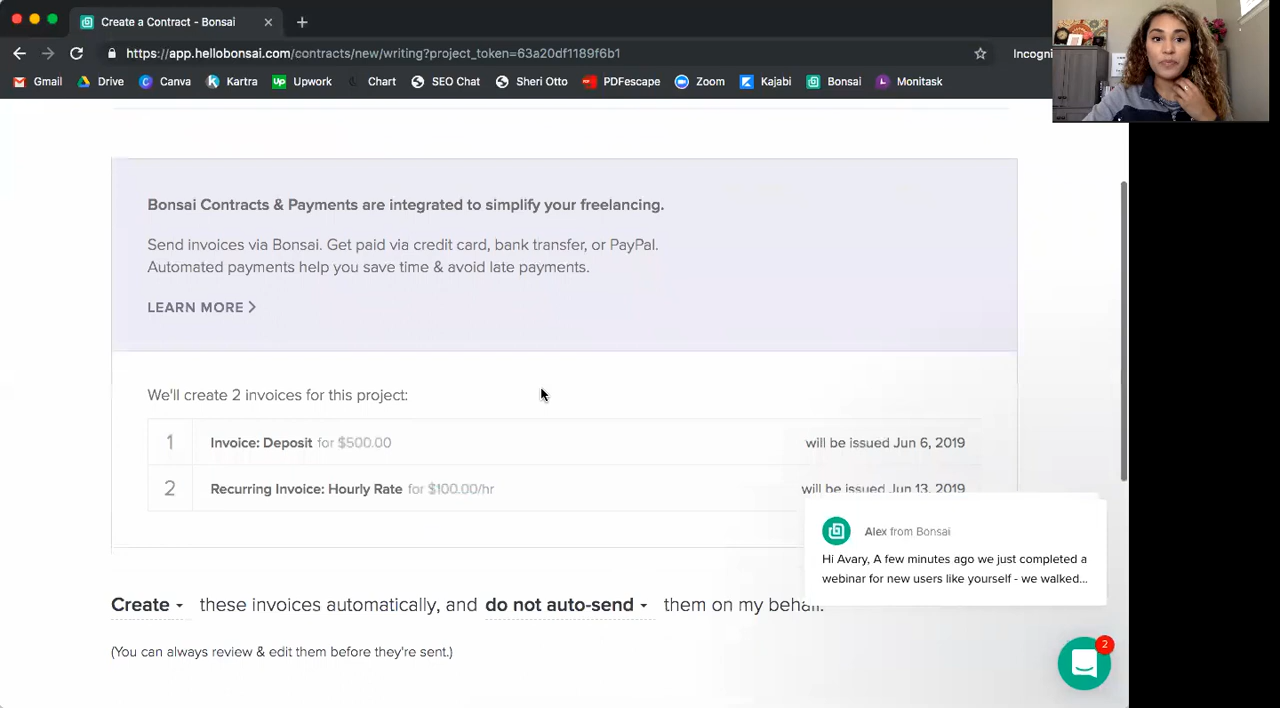 Create a Contract - Bonsai
https://app.hellobonsai.com/contracts/
Incogni
Gmail Drive Canva Kartra Upwork Chart Sheri Otto PDFescape Zoom Kajabi Bonsai Monitask
Bonsai Contracts & Payments are integrated to simplify your freelancing.
Send invoices via Bonsai. Get paid via credit card, bank transfer, or PayPal.
Automated payments help you save time & avoid late payments.
LEARN MORE
We'll create 2 invoices for this project:
1 Invoice: Deposit for $500.00 will be issued Jun 6, 2019
2 Recurring Invoice: Hourly Rate for $100.00/hr will be issued Jun 13, 2019
Alex from Bonsai
Hi Avary, A few minutes ago we just completed a
webinar for new users like yourself - we walked...
Create these invoices automatically, and do not auto-send them on my behalf.
(You can always review & edit them before they're sent.)
2